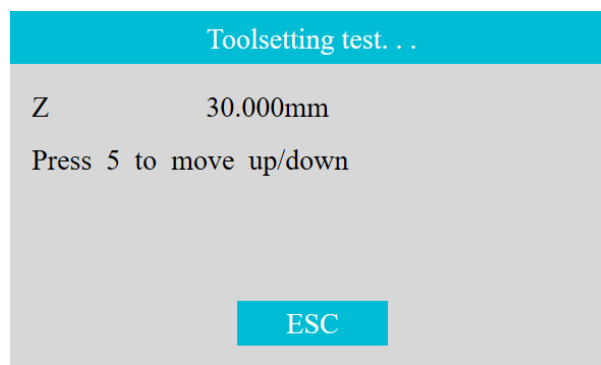 Toolsetting test. . .
Z 30.000mm
Press 5 to move up/down
ESC